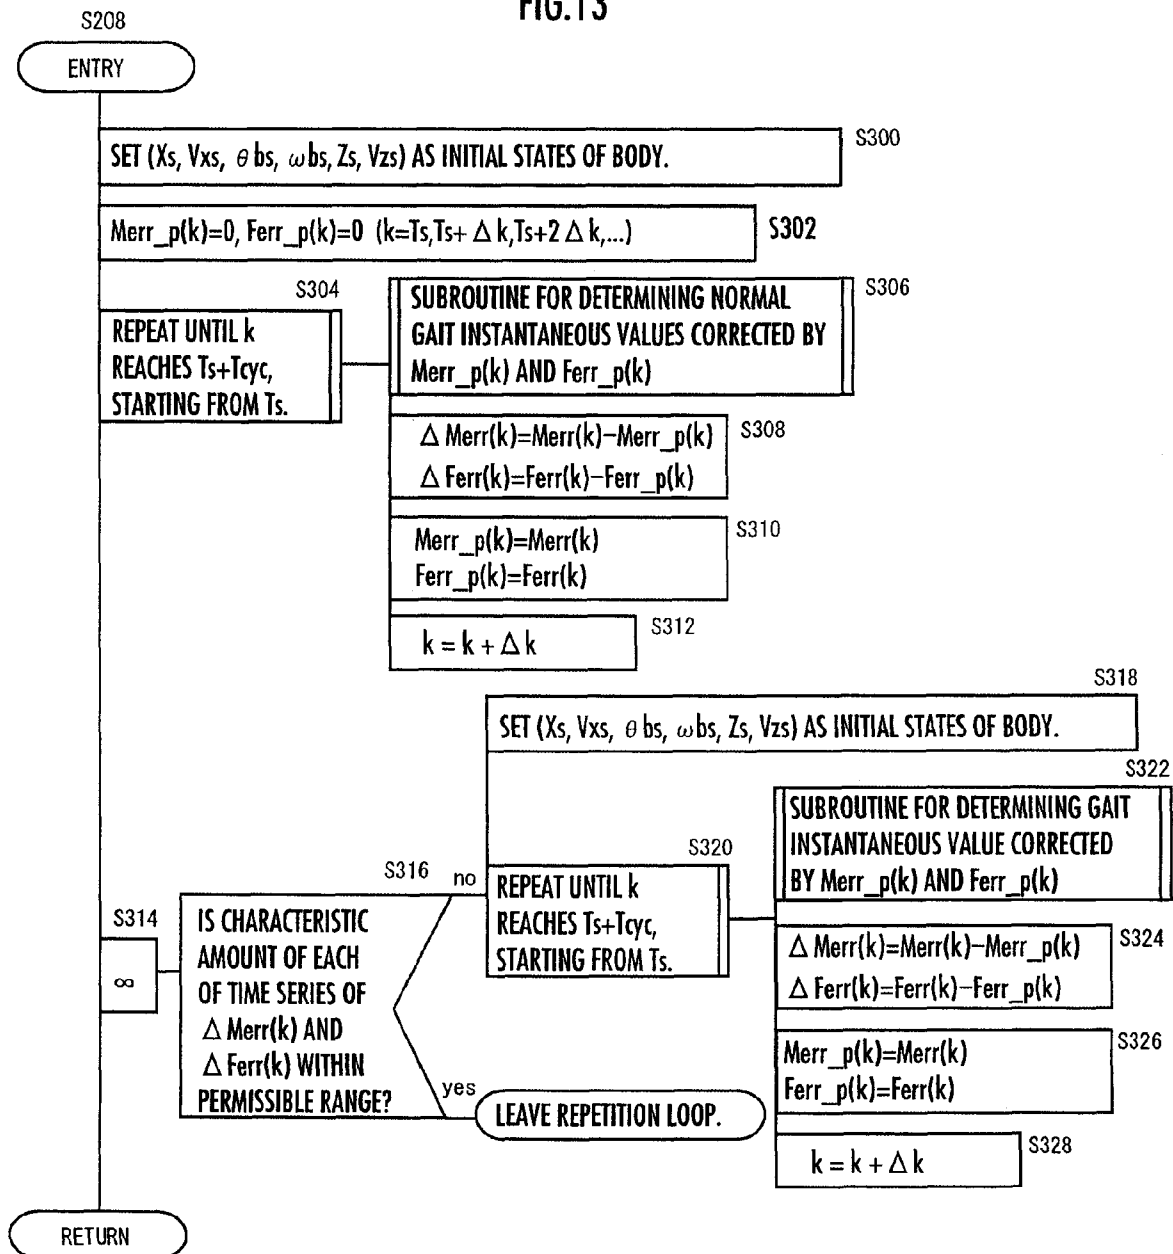 FIG.13
S208
ENTRY
SET (Xs, Vxs, θbs, ωbs, Zs, Vzs) AS INITIAL STATES OF BODY.
S300
Merr_p(k)=0, Ferr_p(k)=0 (k=Ts,Ts+Δk,Ts+2Δk,...)
S302
S304
REPEAT UNTIL k
REACHES Ts+Tcyc,
STARTING FROM Ts.
S306
SUBROUTINE FOR DETERMINING NORMAL
GAIT INSTANTANEOUS VALUES CORRECTED BY
Merr_p(k) AND Ferr_p(k)
S308
ΔMerr(k)=Merr(k)-Merr_p(k)
ΔFerr(k)=Ferr(k)-Ferr_p(k)
S310
Merr_p(k)=Merr(k)
Ferr_p(k)=Ferr(k)
S312
k=k+Δk
S314
∞
S316
IS CHARACTERISTIC
AMOUNT OF EACH
OF TIME SERIES OF
ΔMerr(k) AND
ΔFerr(k) WITHIN
PERMISSIBLE RANGE?
no
S318
SET (Xs, Vxs, θbs, ωbs, Zs, Vzs) AS INITIAL STATES OF BODY.
S320
REPEAT UNTIL k
REACHES Ts+Tcyc,
STARTING FROM Ts.
S322
SUBROUTINE FOR DETERMINING GAIT
INSTANTANEOUS VALUE CORRECTED
BY Merr_p(k) AND Ferr_p(k)
S324
ΔMerr(k)=Merr(k)-Merr_p(k)
ΔFerr(k)=Ferr(k)-Ferr_p(k)
S326
Merr_p(k)=Merr(k)
Ferr_p(k)=Ferr(k)
S328
k=k+Δk
yes
LEAVE REPETITION LOOP.
RETURN